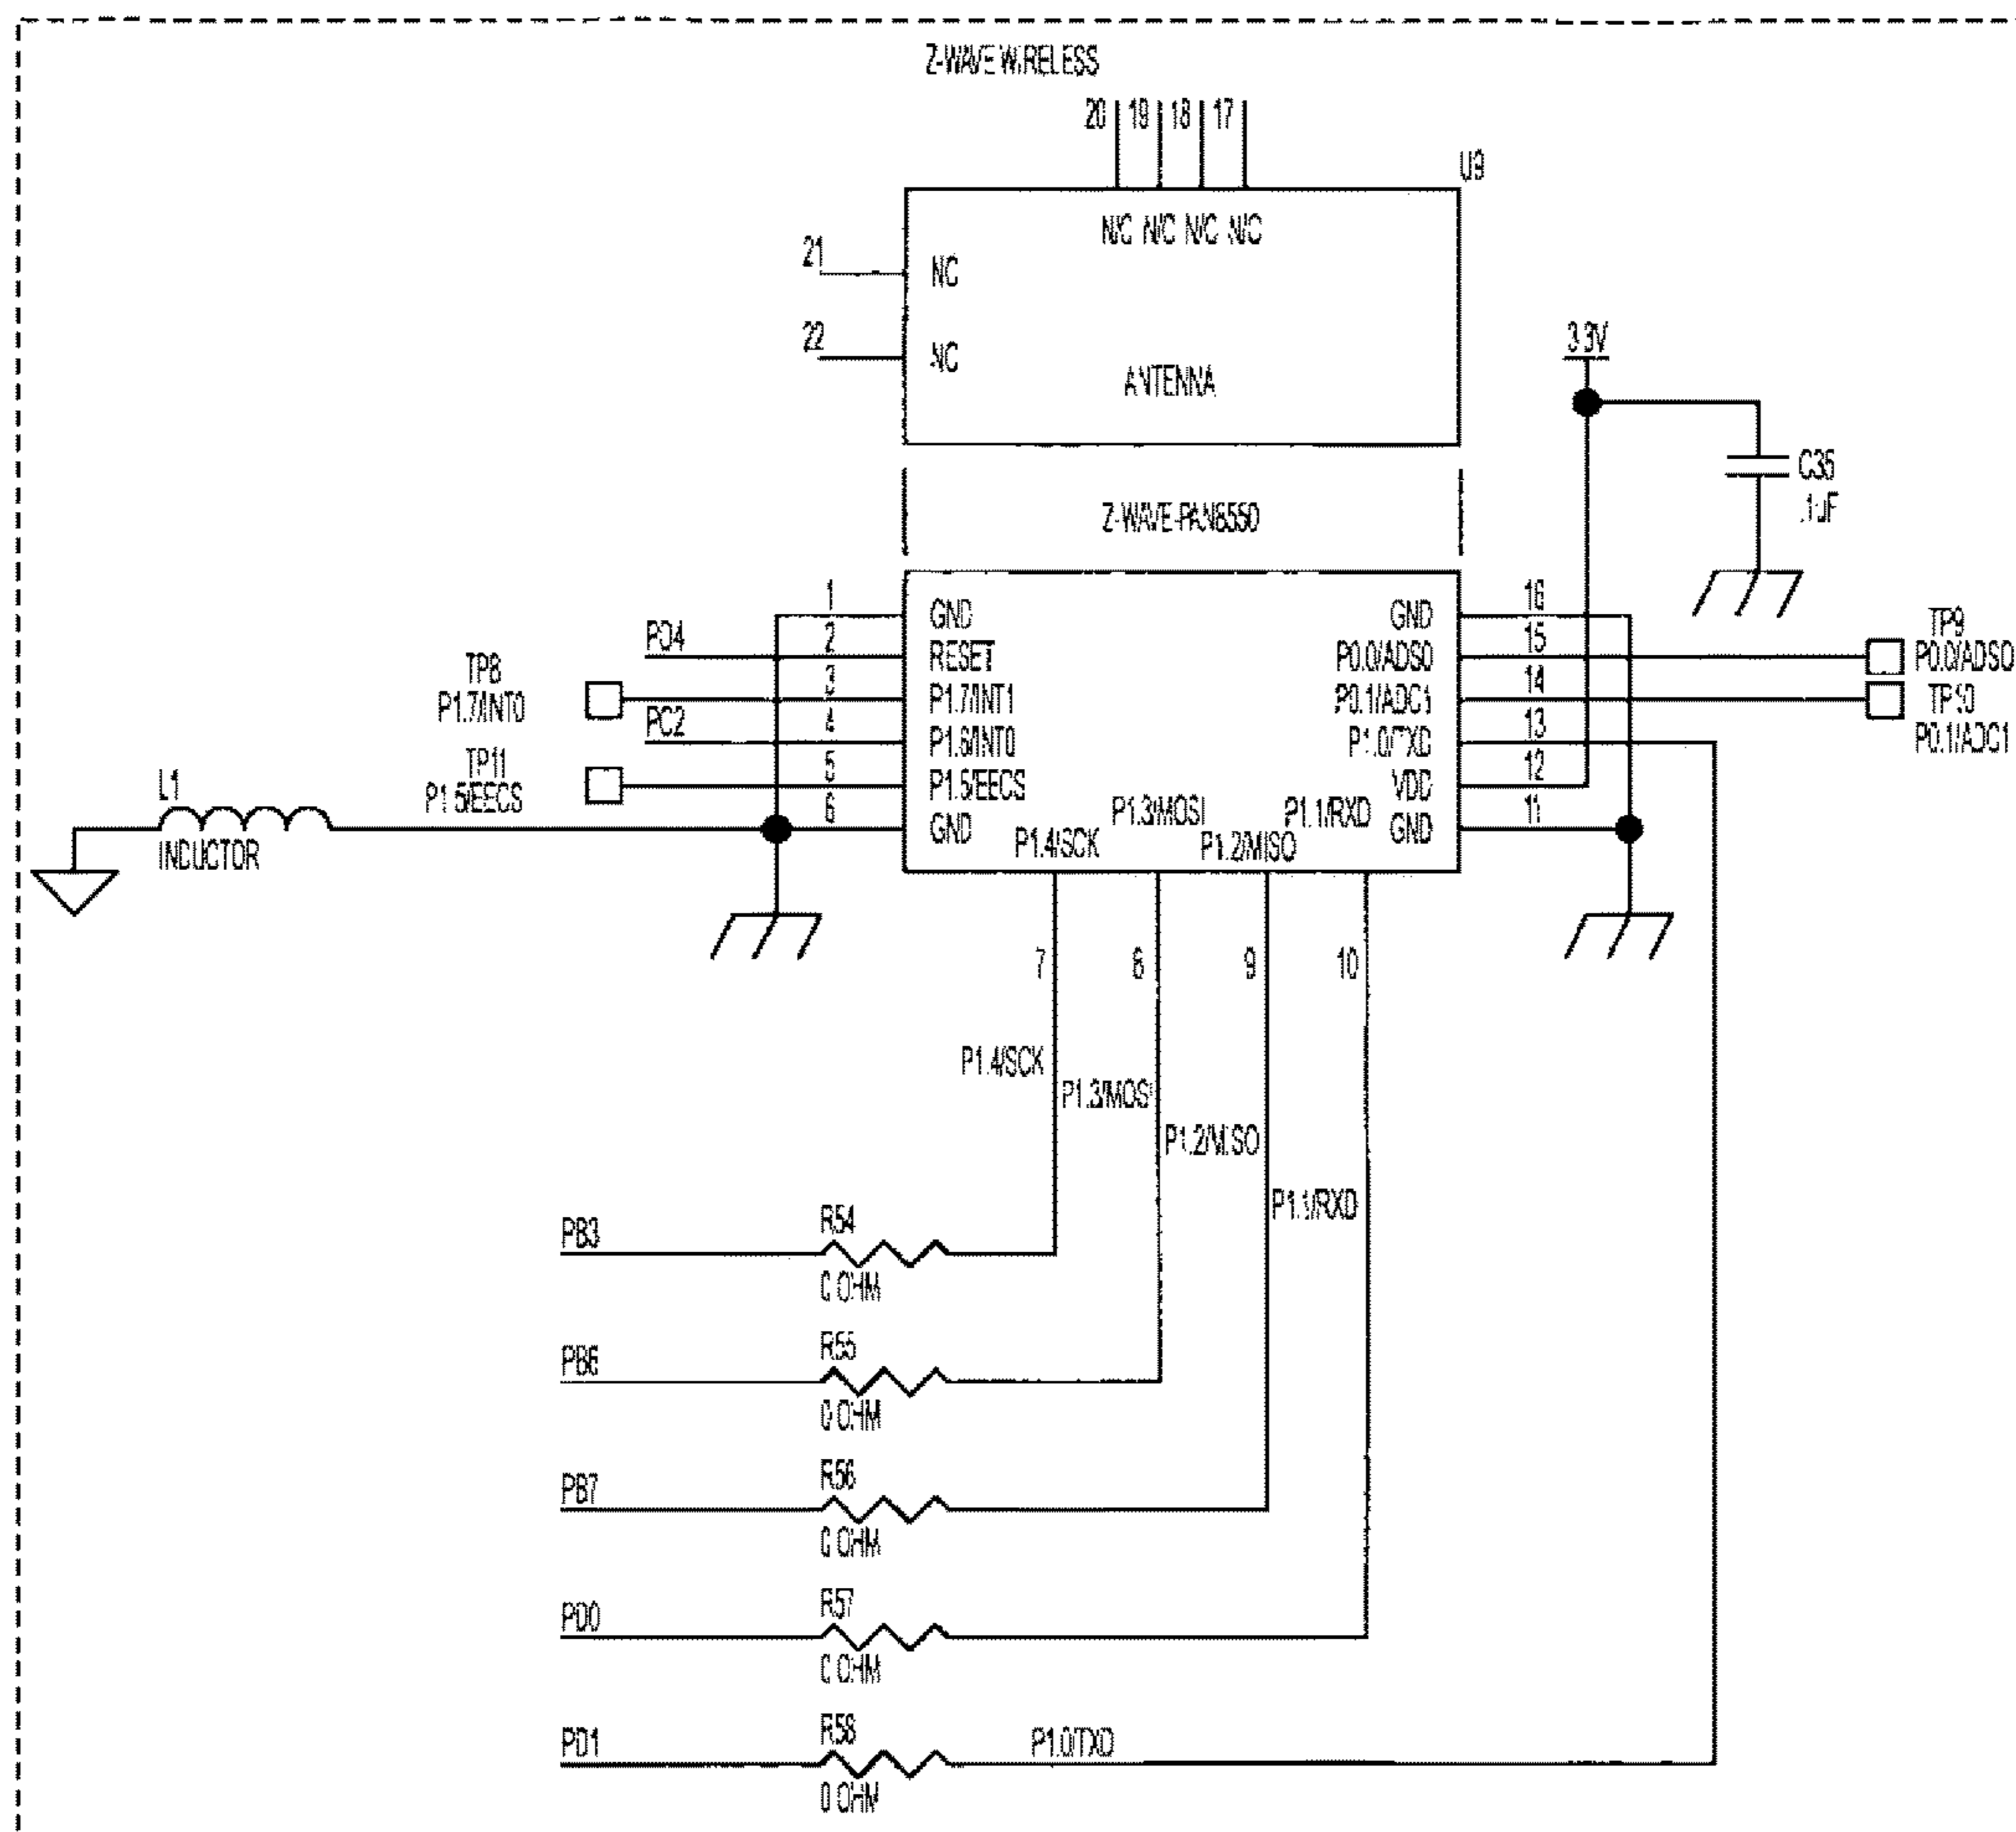 Z-WAVE WIRELESS
20 19 18 17
U9
N/C N/C N/C N/C
21
NC
22
NC
ANTENNA
3.3V
C35
.1uF
Z-WAVE-PAN5550
1
GND
GND
16
PD4
2
RESET
P0.0/ADS0
15
TP9
P0.0/ADS0
TP8
P1.7/INT0
3
P1.7/INT1
P0.1/ADC1
14
TP10
P0.1/ADC1
PC2
4
P1.6/INT0
P1.0/TXD
13
TP11
P1.5/EECS
5
P1.5/EECS
VDD
12
L1
INDUCTOR
6
GND
P1.4/SCK
P1.3/MOSI
P1.2/MISO
P1.1/RXD
GND
11
7
8
9
10
P1.4/SCK
P1.3/MOSI
P1.2/MISO
P1.1/RXD
PB3
R54
0 OHM
PB6
R55
0 OHM
PB7
R56
0 OHM
PD0
R57
0 OHM
PD1
R58
P1.0/TXD
0 OHM